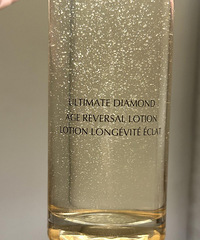 ULTIMATE DIAMOND
AGE REVERSAL LOTION
LOTION LONGÉVITÉ ÉCLAT